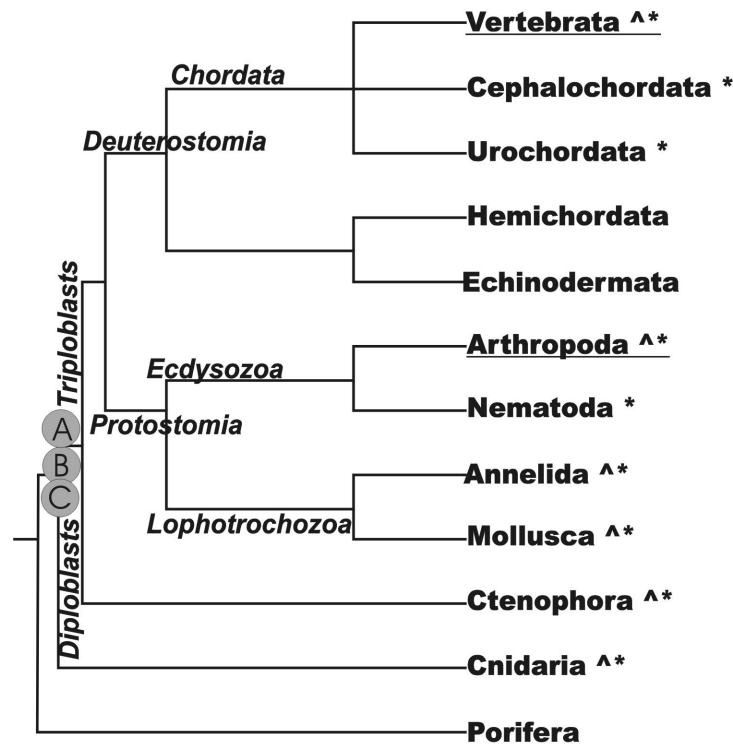 Vertebrata ^*
Chordata
Cephalochordata *
Deuterostomia
Urochordata *
Hemichordata
Triploblasts
Echinodermata
Arthropoda ^*
Ecdysozoa
Nematoda *
A
Protostomia
B
Annelida ^*
C
Lophotrochozoa
Mollusca ^*
Diploblasts
Ctenophora ^*
Cnidaria ^*
Porifera